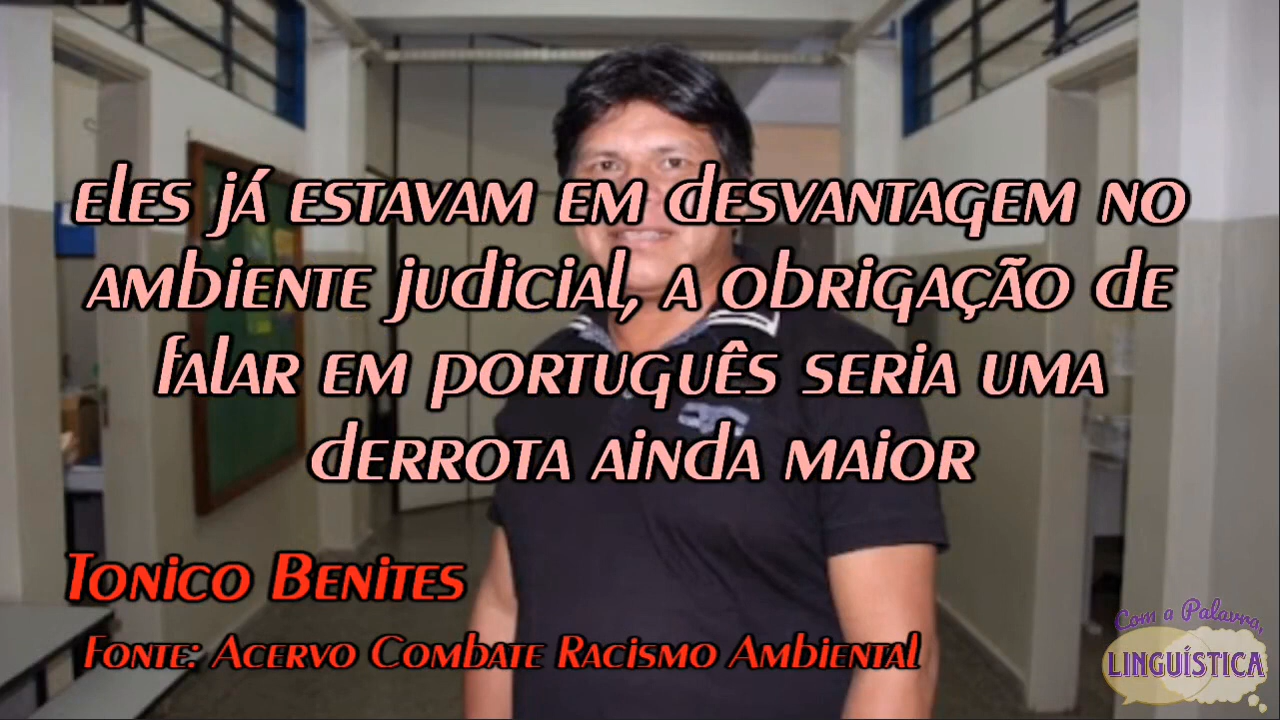 eles já estavam em desvantagem no
ambiente judicial, a obrigação de
falar em português seria uma
derrota ainda maior
Tonico Benites
Fonte: Acervo Combate Racismo Ambiental
Com a Palavra,
LINGUÍSTICA